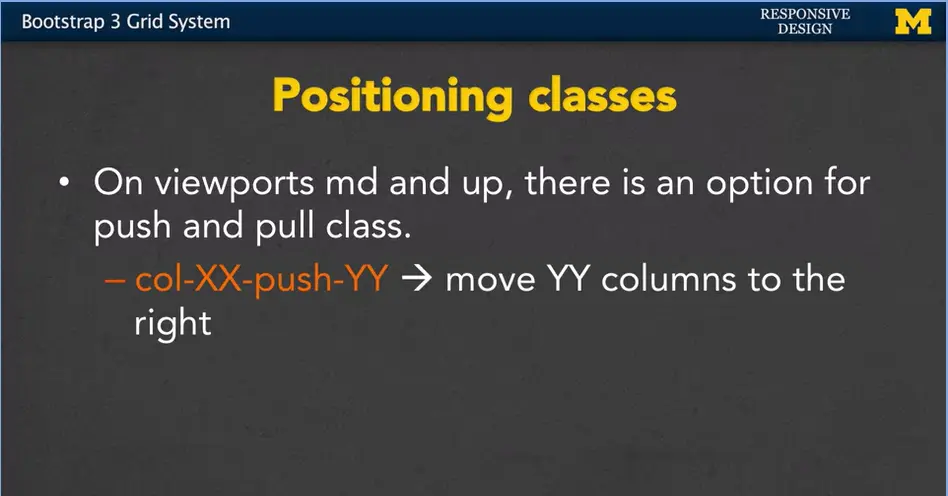 Bootstrap 3 Grid System
RESPONSIVE
DESIGN
M
Positioning classes
• On viewports md and up, there is an option for
push and pull class.
– col-XX-push-YY → move YY columns to the
right